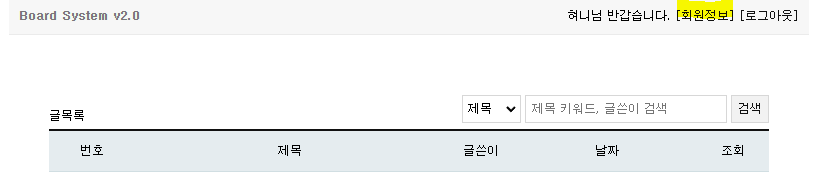 Board System v2.0 혀니님 반갑습니다. [회원정보] [로그아웃]
글목록 제목 제목 키워드, 글쓴이 검색 검색
번호 제목 글쓴이 날짜 조회